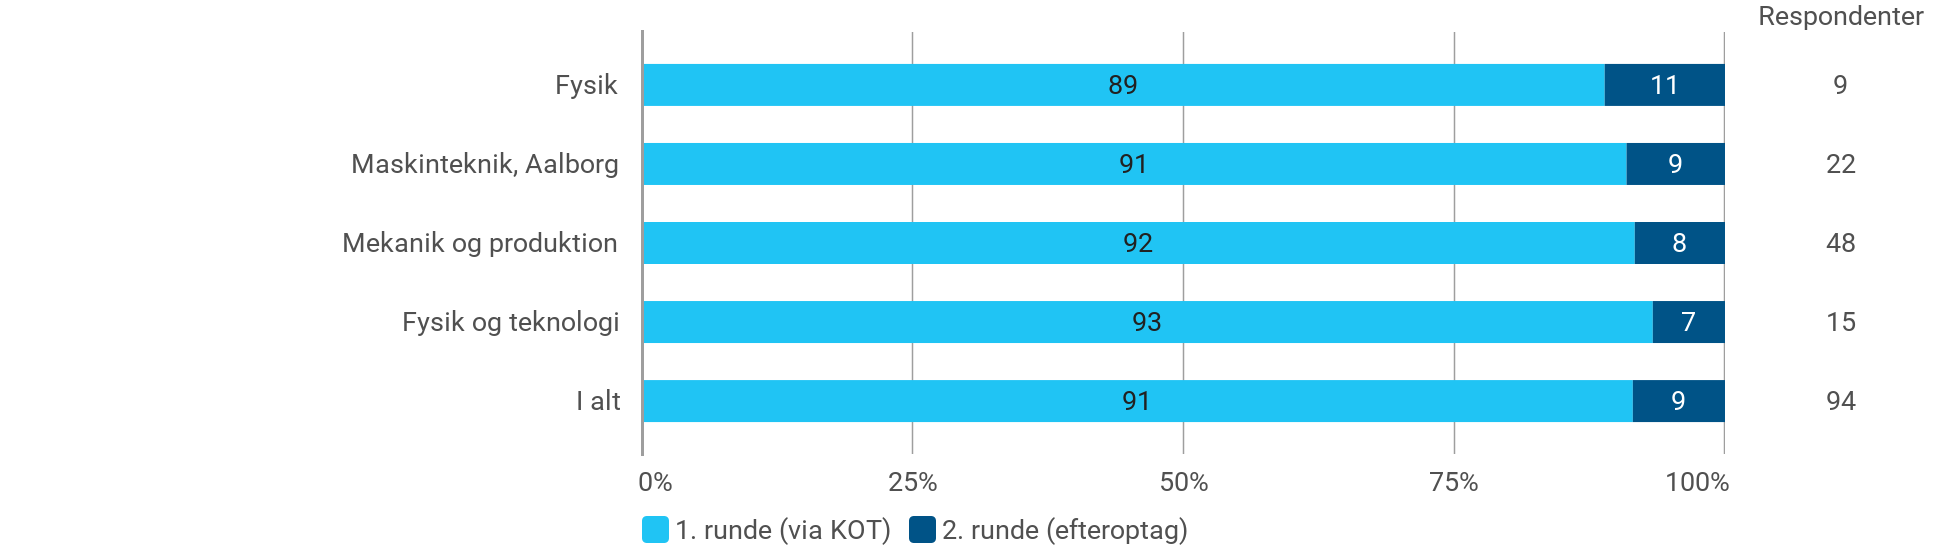 Respondenter
Fysik 89 11 9
Maskinteknik, Aalborg 91 9 22
Mekanik og produktion 92 8 48
Fysik og teknologi 93 7 15
I alt 91 9 94
0% 25% 50% 75% 100%
1. runde (via KOT) 2. runde (efteroptag)